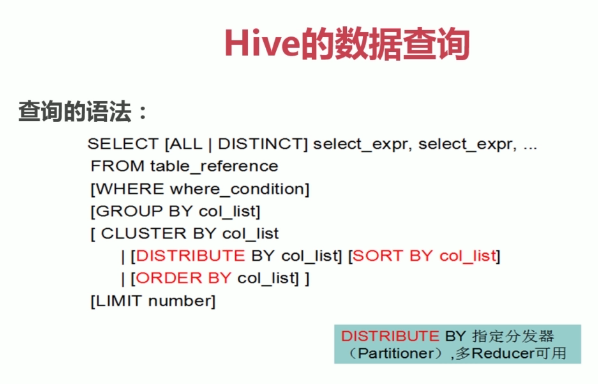 Hive的数据查询
查询的语法：
SELECT [ALL | DISTINCT] select_expr, select_expr, ...
FROM table_reference
[WHERE where_condition]
[GROUP BY col_list]
[ CLUSTER BY col_list
| [DISTRIBUTE BY col_list] [SORT BY col_list]
| [ORDER BY col_list] ]
[LIMIT number]
DISTRIBUTE BY 指定分发器
（Partitioner）,多Reducer可用